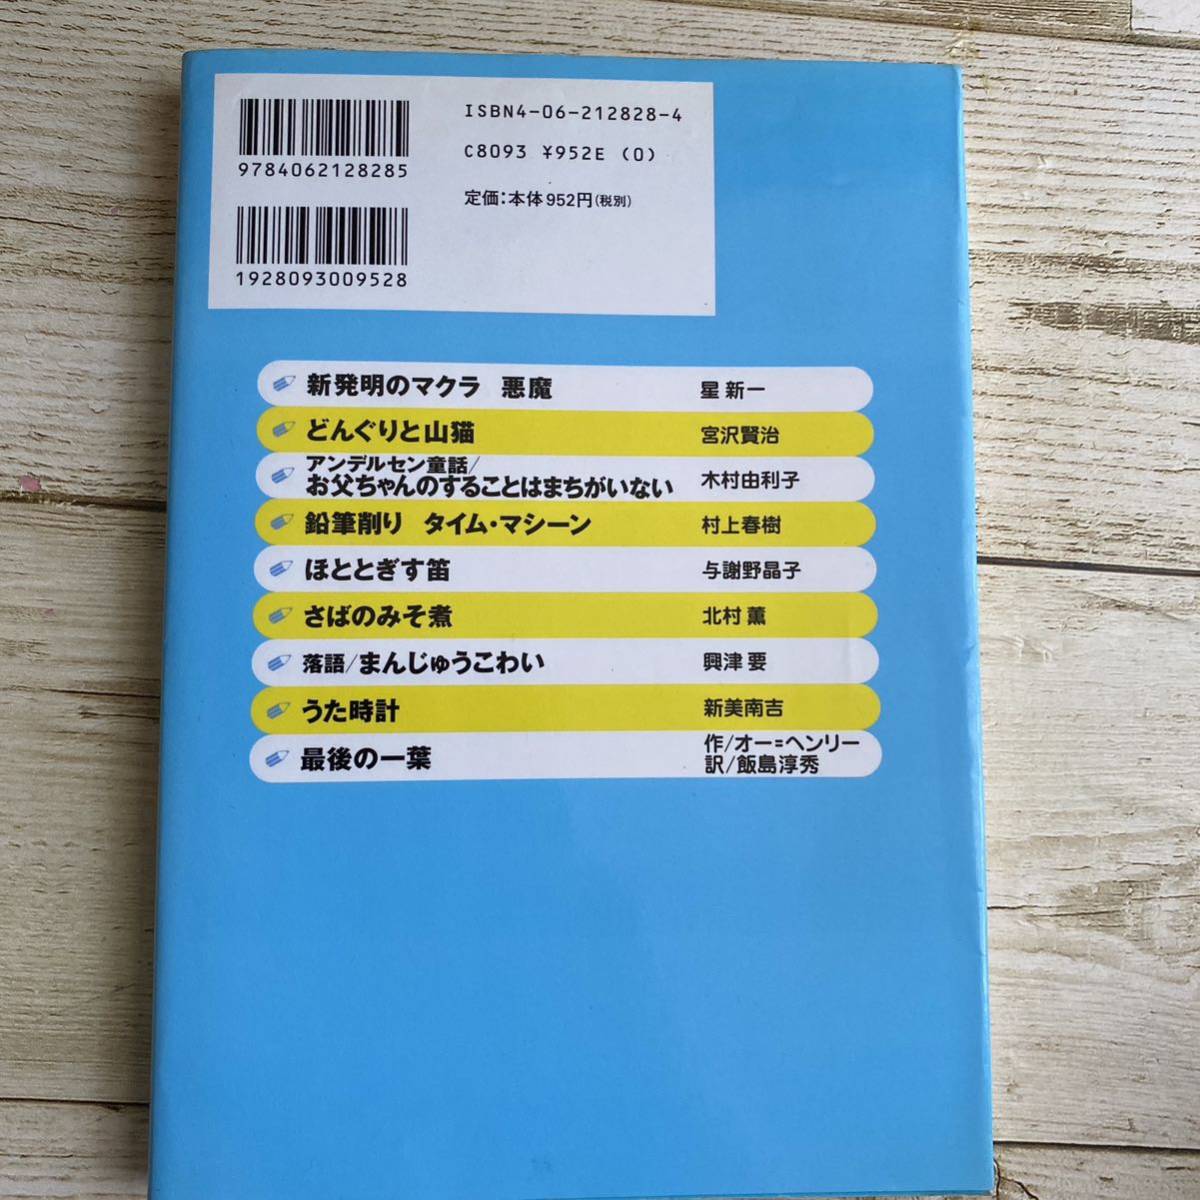 9784062128285
ISBN4-06-212828-4
C8093 ¥952E (0)
定価：本体952円（税別）
1928093009528
新発明のマクラ　悪魔　星 新一
どんぐりと山猫　宮沢賢治
アンデルセン童話/
お父ちゃんのすることはまちがいない　木村由利子
鉛筆削り　タイム・マシーン　村上春樹
ほととぎす笛　与謝野晶子
さばのみそ煮　北村 薫
落語/まんじゅうこわい　興津 要
うた時計　新美南吉
最後の一葉　作/オー=ヘンリー
訳/飯島淳秀